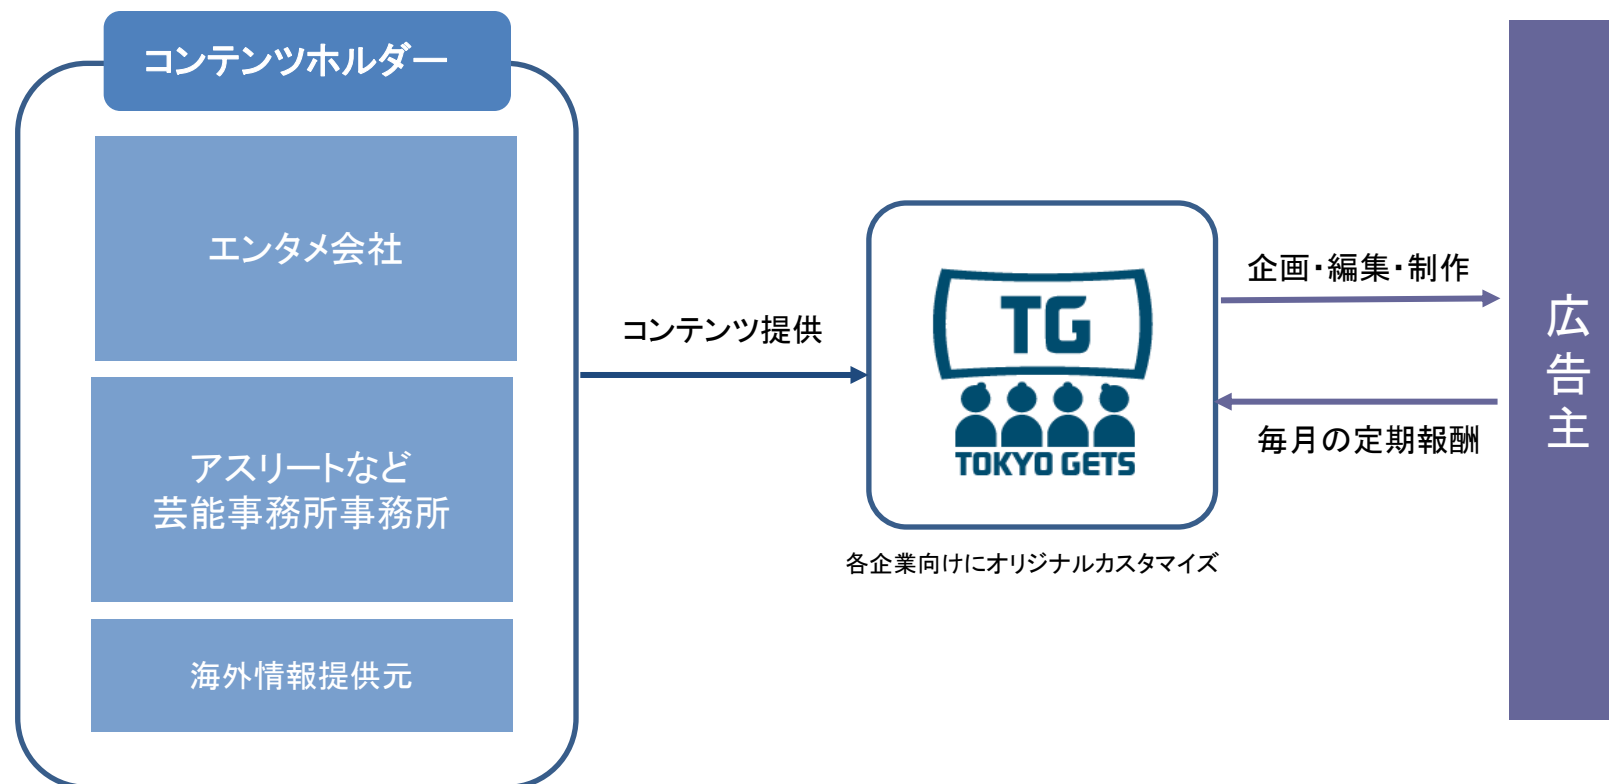 コンテンツホルダー
エンタメ会社
アスリートなど
芸能事務所事務所
海外情報提供元
コンテンツ提供
TG
TOKYO GETS
各企業向けにオリジナルカスタマイズ
企画・編集・制作
毎月の定期報酬
広告主